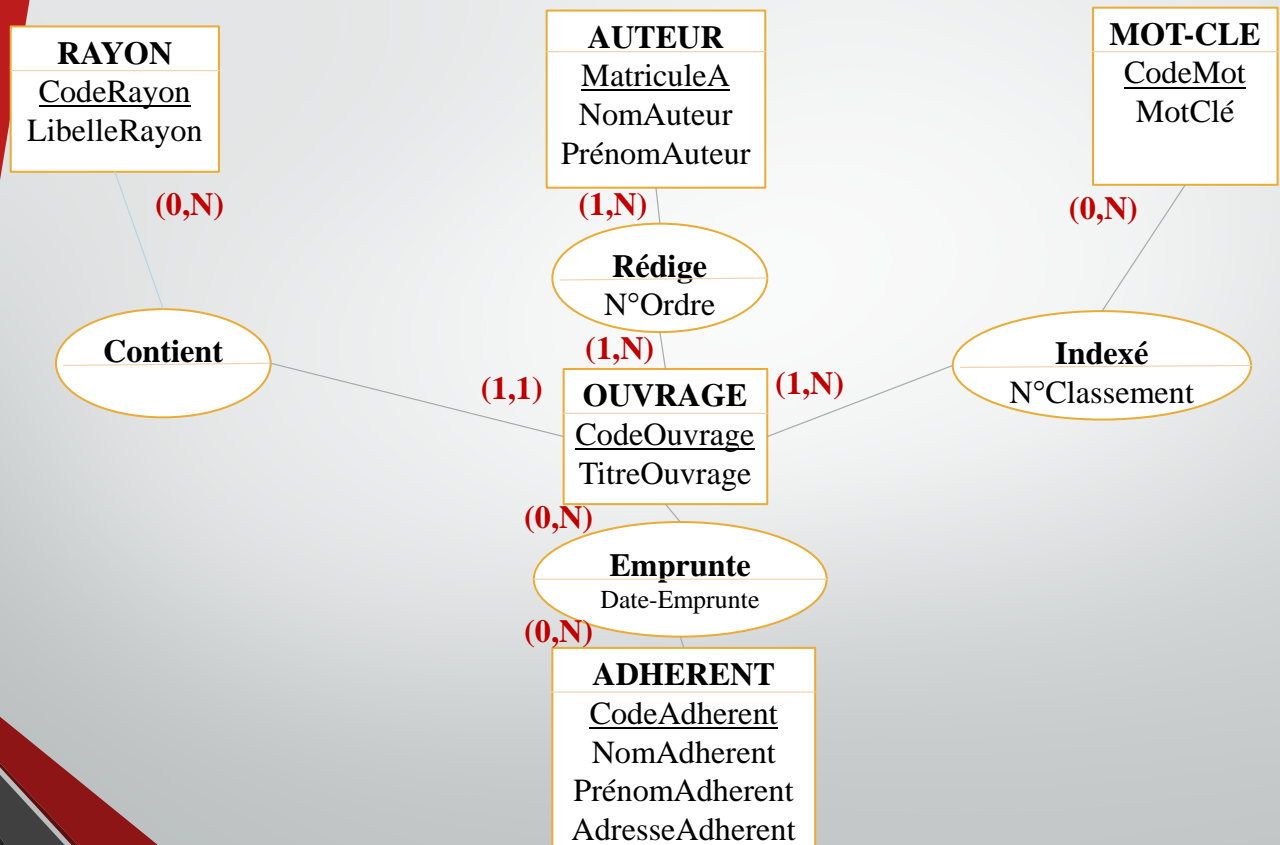 RAYON
CodeRayon
LibelleRayon
(0,N)
AUTEUR
MatriculeA
NomAuteur
PrénomAuteur
(1,N)
MOT-CLE
CodeMot
MotClé
(0,N)
Rédige
N°Ordre
(1,N)
Contient
(1,1)
Indexé
N°Classement
(1,N)
OUVRAGE
CodeOuvrage
TitreOuvrage
(0,N)
Emprunte
Date-Emprunte
(0,N)
ADHERENT
CodeAdherent
NomAdherent
PrénomAdherent
AdresseAdherent